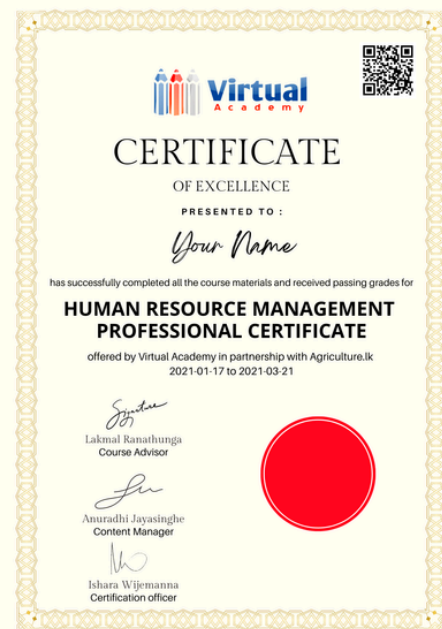 Virtual
Academy
CERTIFICATE
OF EXCELLENCE
PRESENTED TO :
Your Name
has successfully completed all the course materials and received passing grades for
HUMAN RESOURCE MANAGEMENT
PROFESSIONAL CERTIFICATE
offered by Virtual Academy in partnership with Agriculture.lk
2021-01-17 to 2021-03-21
Signature
Lakmal Ranathunga
Course Advisor
Anuradhi Jayasinghe
Content Manager
Ishara Wijemanna
Certification officer